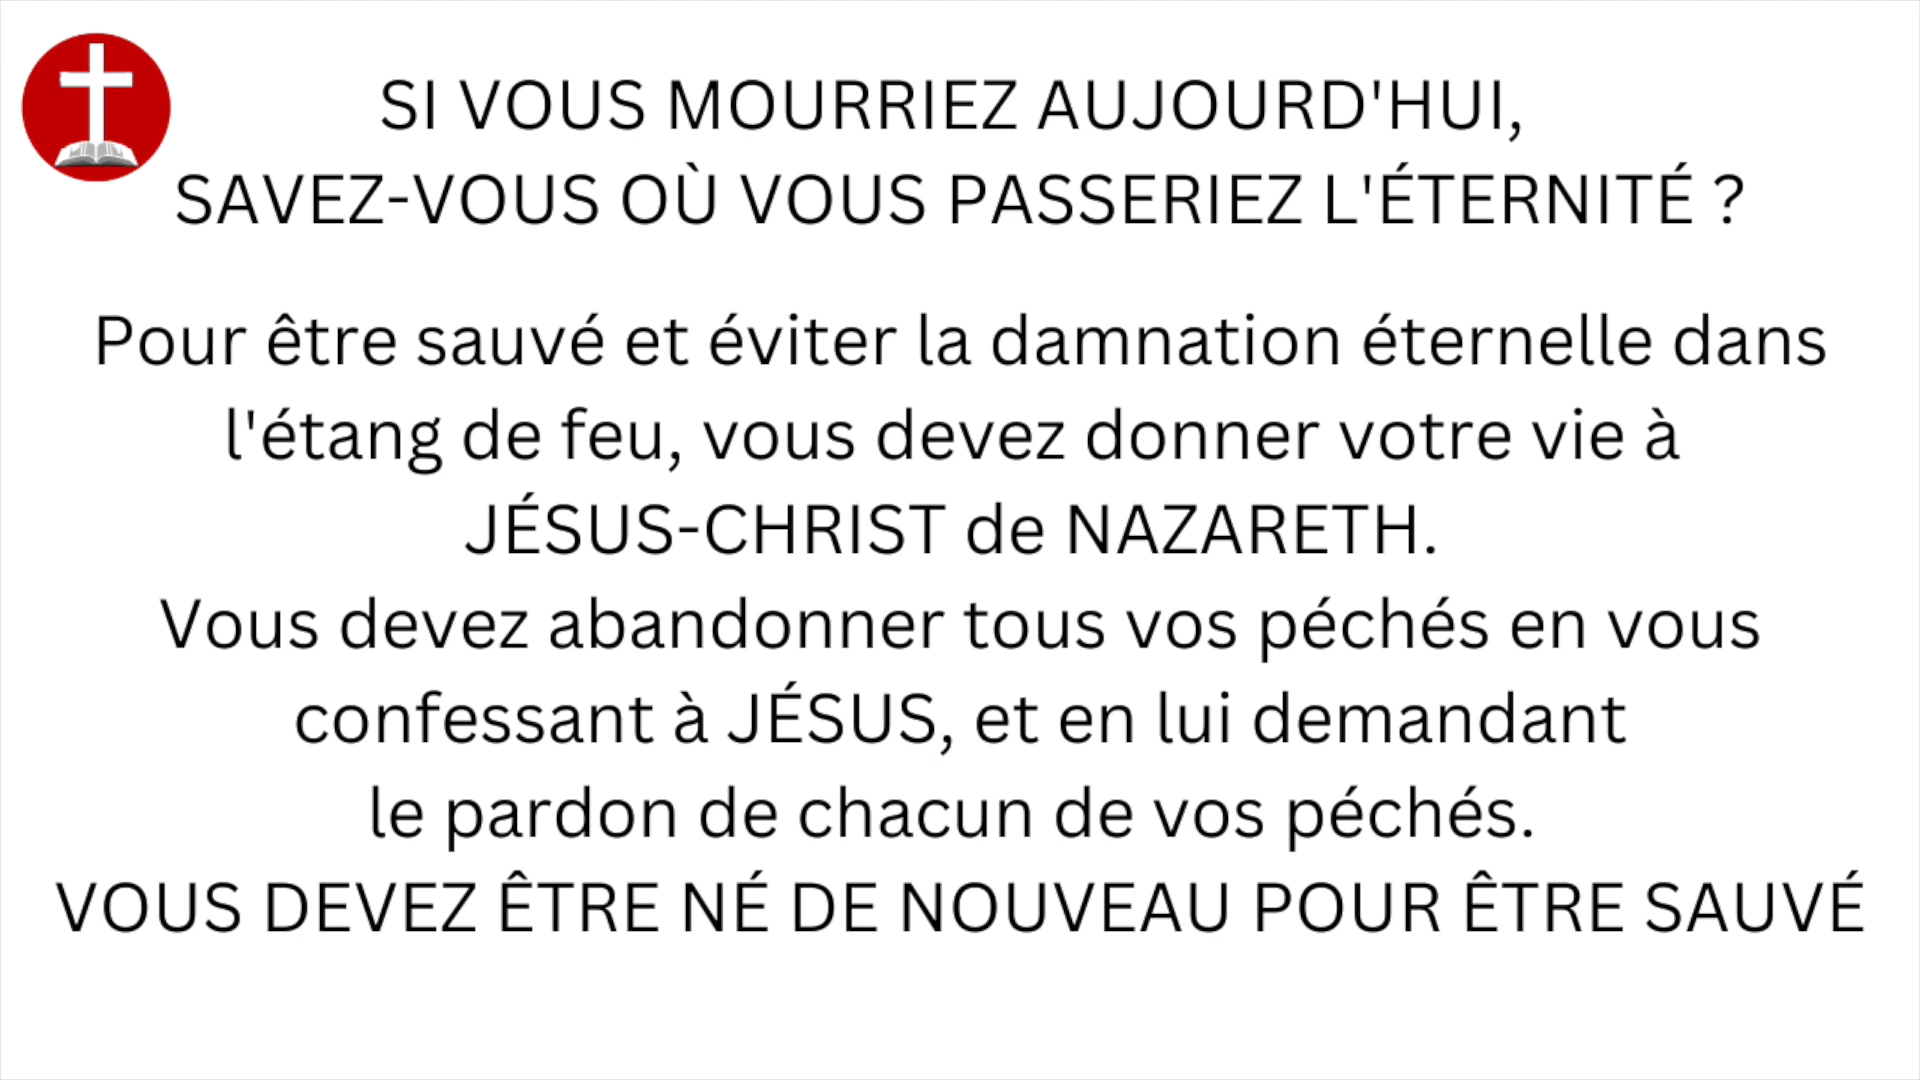 SI VOUS MOURRIEZ AUJOURD'HUI,
SAVEZ-VOUS OÙ VOUS PASSERIEZ L'ÉTERNITÉ ?
Pour être sauvé et éviter la damnation éternelle dans
l'étang de feu, vous devez donner votre vie à
JÉSUS-CHRIST de NAZARETH.
Vous devez abandonner tous vos péchés en vous
confessant à JÉSUS, et en lui demandant
le pardon de chacun de vos péchés.
VOUS DEVEZ ÊTRE NÉ DE NOUVEAU POUR ÊTRE SAUVÉ